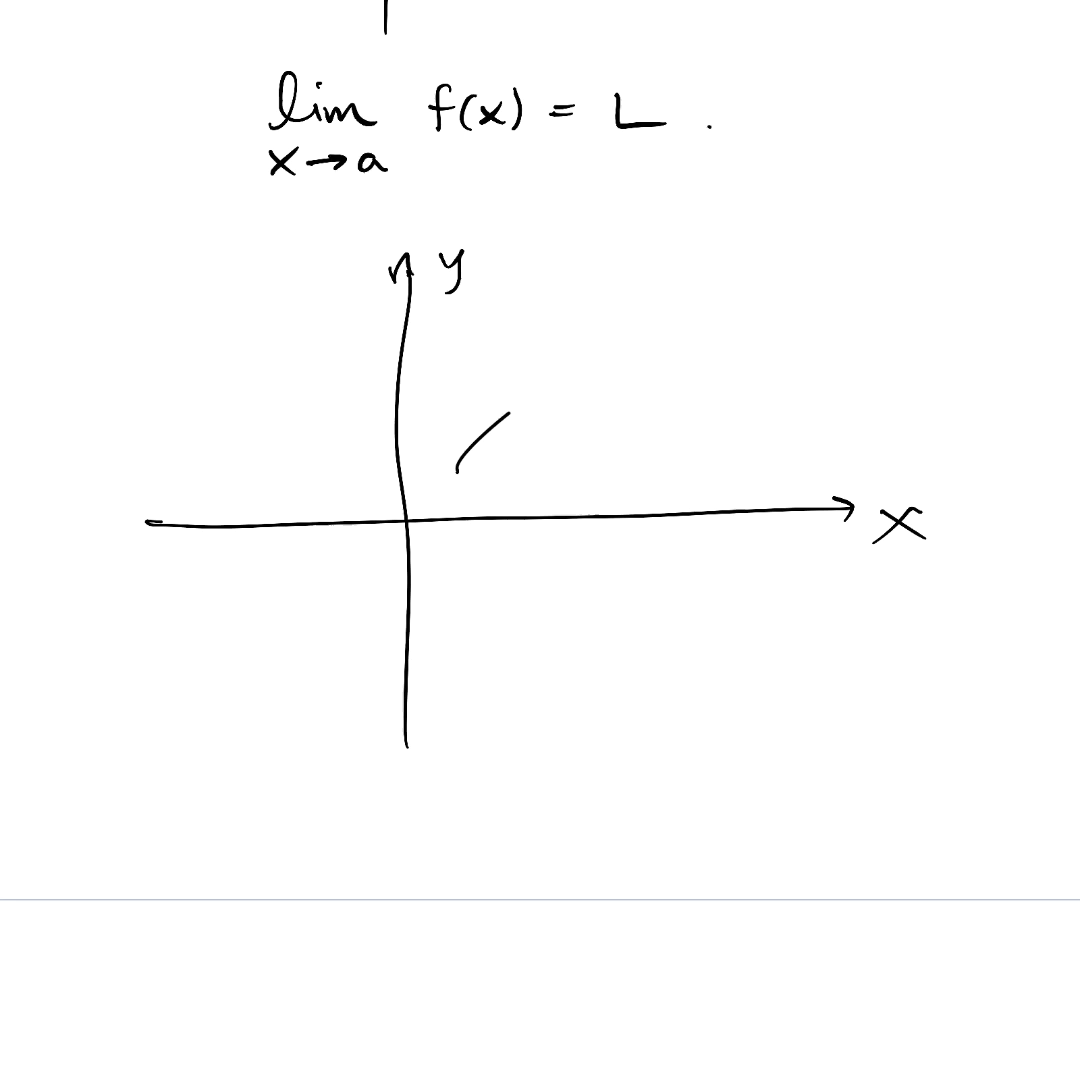 lim f(x) = L .
x→a
y
x